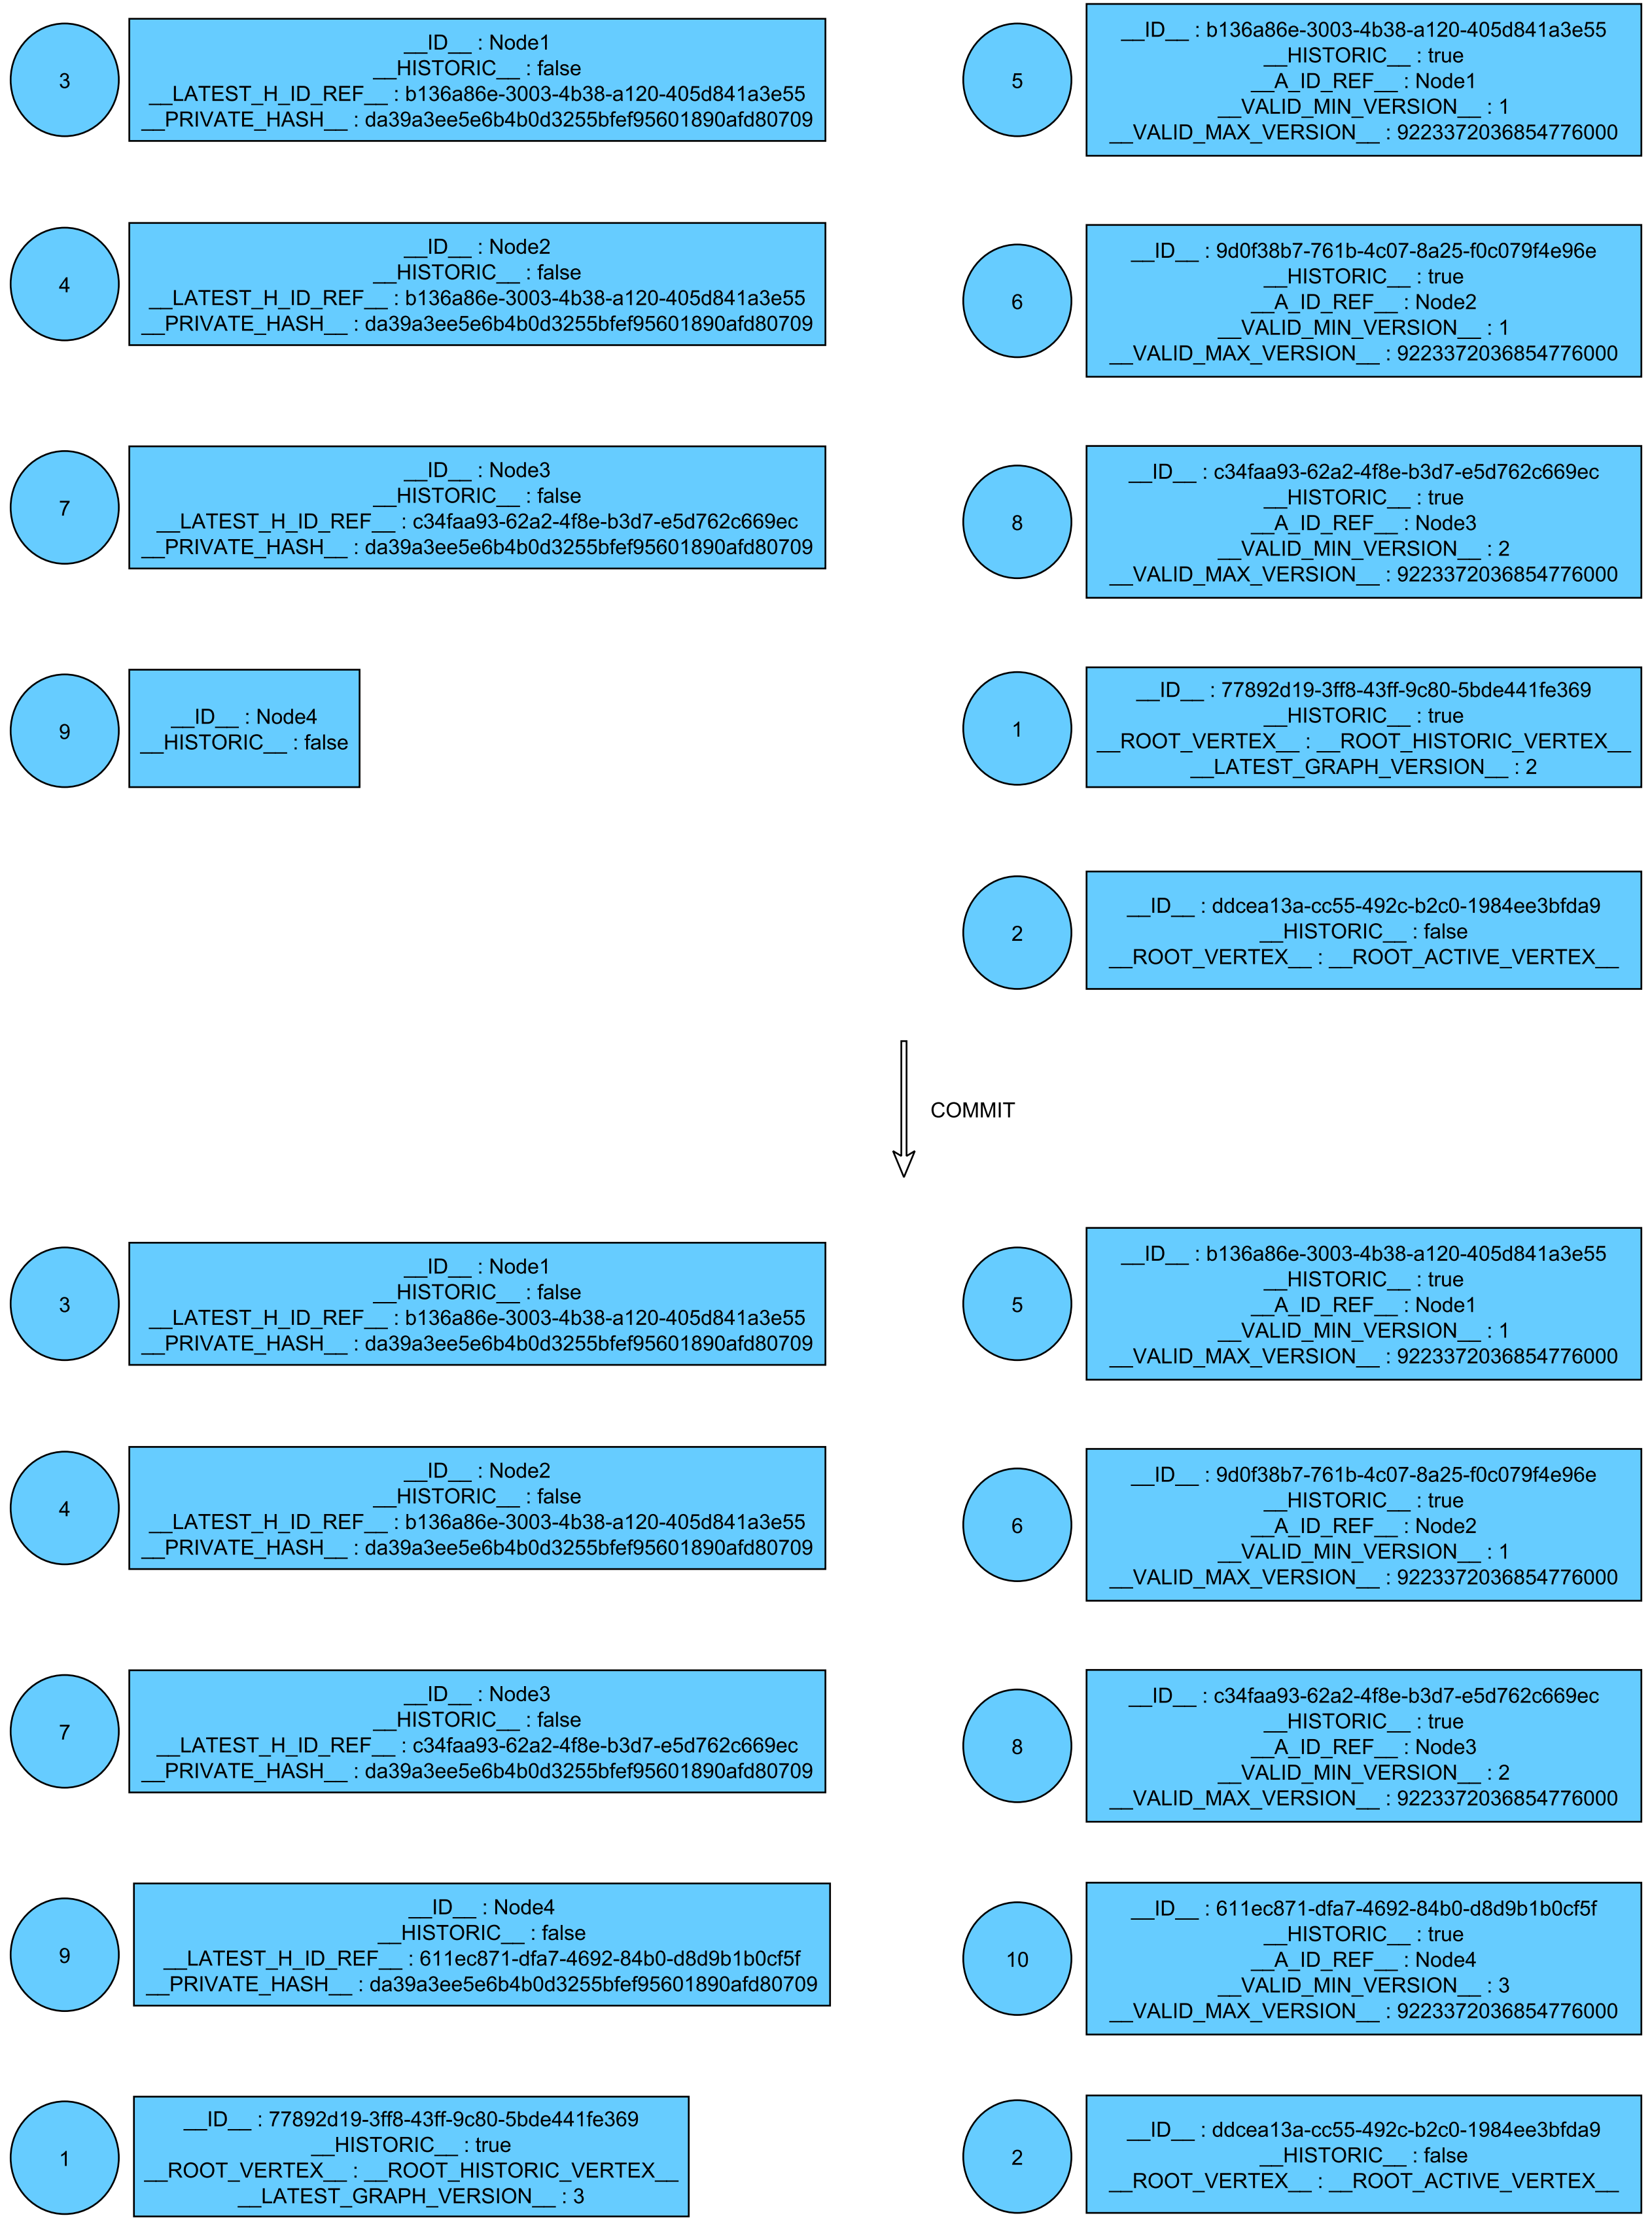 3
__ID__ : Node1
__HISTORIC__ : false
__LATEST_H_ID_REF__ : b136a86e-3003-4b38-a120-405d841a3e55
__PRIVATE_HASH__ : da39a3ee5e6b4b0d3255bfef95601890afd80709
5
__ID__ : b136a86e-3003-4b38-a120-405d841a3e55
__HISTORIC__ : true
__A_ID_REF__ : Node1
__VALID_MIN_VERSION__ : 1
__VALID_MAX_VERSION__ : 9223372036854776000
4
__ID__ : Node2
__HISTORIC__ : false
__LATEST_H_ID_REF__ : b136a86e-3003-4b38-a120-405d841a3e55
__PRIVATE_HASH__ : da39a3ee5e6b4b0d3255bfef95601890afd80709
6
__ID__ : 9d0f38b7-761b-4c07-8a25-f0c079f4e96e
__HISTORIC__ : true
__A_ID_REF__ : Node2
__VALID_MIN_VERSION__ : 1
__VALID_MAX_VERSION__ : 9223372036854776000
7
__ID__ : Node3
__HISTORIC__ : false
__LATEST_H_ID_REF__ : c34faa93-62a2-4f8e-b3d7-e5d762c669ec
__PRIVATE_HASH__ : da39a3ee5e6b4b0d3255bfef95601890afd80709
8
__ID__ : c34faa93-62a2-4f8e-b3d7-e5d762c669ec
__HISTORIC__ : true
__A_ID_REF__ : Node3
__VALID_MIN_VERSION__ : 2
__VALID_MAX_VERSION__ : 9223372036854776000
9
__ID__ : Node4
__HISTORIC__ : false
1
__ID__ : 77892d19-3ff8-43ff-9c80-5bde441fe369
__HISTORIC__ : true
__ROOT_VERTEX__ : __ROOT_HISTORIC_VERTEX__
__LATEST_GRAPH_VERSION__ : 2
2
__ID__ : ddcea13a-cc55-492c-b2c0-1984ee3bfda9
__HISTORIC__ : false
__ROOT_VERTEX__ : __ROOT_ACTIVE_VERTEX__
COMMIT
3
__ID__ : Node1
__HISTORIC__ : false
__LATEST_H_ID_REF__ : b136a86e-3003-4b38-a120-405d841a3e55
__PRIVATE_HASH__ : da39a3ee5e6b4b0d3255bfef95601890afd80709
5
__ID__ : b136a86e-3003-4b38-a120-405d841a3e55
__HISTORIC__ : true
__A_ID_REF__ : Node1
__VALID_MIN_VERSION__ : 1
__VALID_MAX_VERSION__ : 9223372036854776000
4
__ID__ : Node2
__HISTORIC__ : false
__LATEST_H_ID_REF__ : b136a86e-3003-4b38-a120-405d841a3e55
__PRIVATE_HASH__ : da39a3ee5e6b4b0d3255bfef95601890afd80709
6
__ID__ : 9d0f38b7-761b-4c07-8a25-f0c079f4e96e
__HISTORIC__ : true
__A_ID_REF__ : Node2
__VALID_MIN_VERSION__ : 1
__VALID_MAX_VERSION__ : 9223372036854776000
7
__ID__ : Node3
__HISTORIC__ : false
__LATEST_H_ID_REF__ : c34faa93-62a2-4f8e-b3d7-e5d762c669ec
__PRIVATE_HASH__ : da39a3ee5e6b4b0d3255bfef95601890afd80709
8
__ID__ : c34faa93-62a2-4f8e-b3d7-e5d762c669ec
__HISTORIC__ : true
__A_ID_REF__ : Node3
__VALID_MIN_VERSION__ : 2
__VALID_MAX_VERSION__ : 9223372036854776000
9
__ID__ : Node4
__HISTORIC__ : false
__LATEST_H_ID_REF__ : 611ec871-dfa7-4692-84b0-d8d9b1b0cf5f
__PRIVATE_HASH__ : da39a3ee5e6b4b0d3255bfef95601890afd80709
10
__ID__ : 611ec871-dfa7-4692-84b0-d8d9b1b0cf5f
__HISTORIC__ : true
__A_ID_REF__ : Node4
__VALID_MIN_VERSION__ : 3
__VALID_MAX_VERSION__ : 9223372036854776000
1
__ID__ : 77892d19-3ff8-43ff-9c80-5bde441fe369
__HISTORIC__ : true
__ROOT_VERTEX__ : __ROOT_HISTORIC_VERTEX__
__LATEST_GRAPH_VERSION__ : 3
2
__ID__ : ddcea13a-cc55-492c-b2c0-1984ee3bfda9
__HISTORIC__ : false
__ROOT_VERTEX__ : __ROOT_ACTIVE_VERTEX__